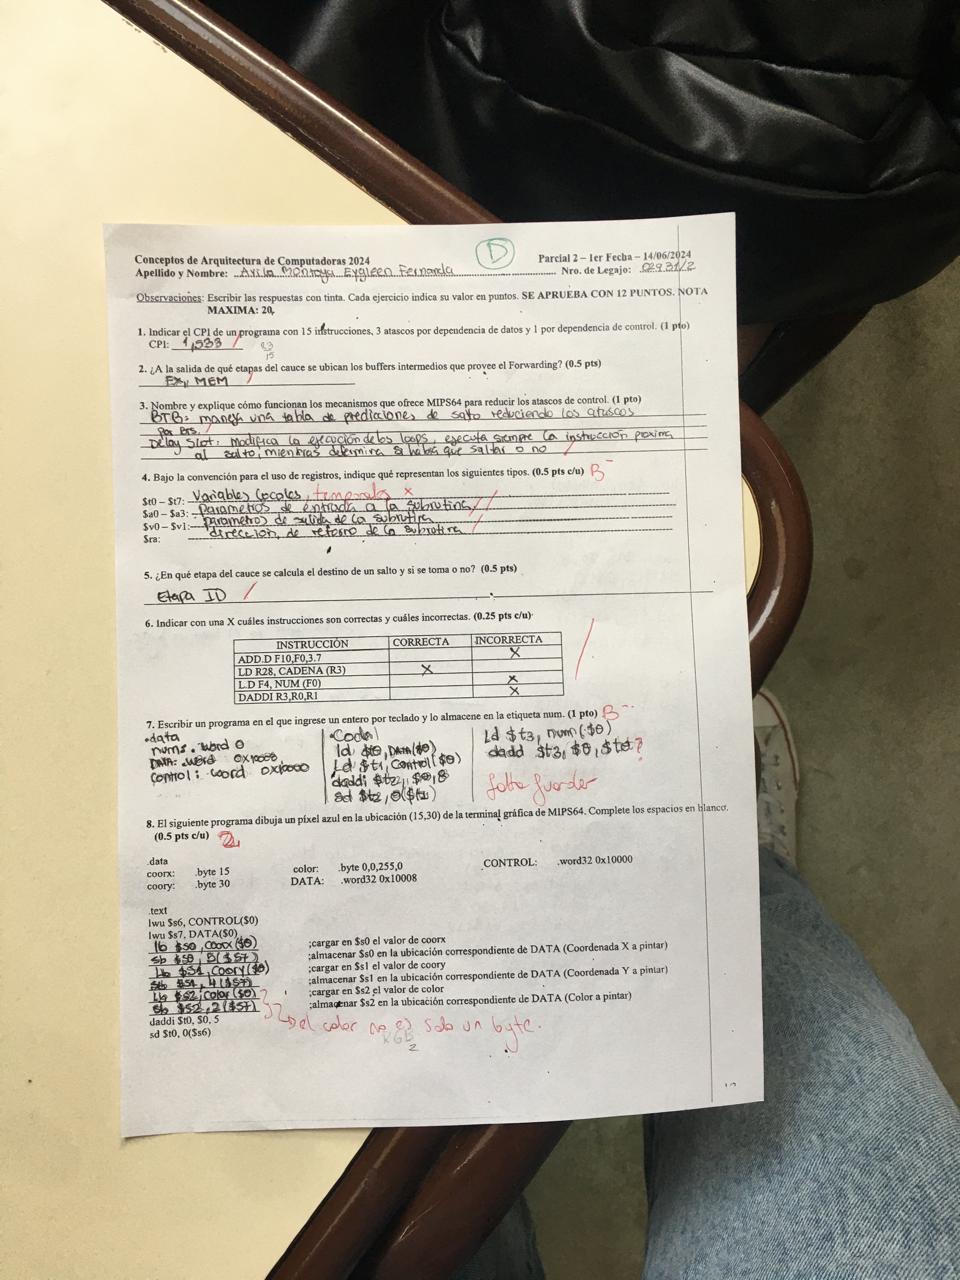 D
Conceptos de Arquitectura de Computadoras 2024 Parcial 2 – 1er Fecha – 14/06/2024
Apellido y Nombre: Avila Montoya Eygleen Fernanda Nro. de Legajo: 02931/2
Observaciones: Escribir las respuestas con tinta. Cada ejercicio indica su valor en puntos. SE APRUEBA CON 12 PUNTOS. NOTA
MAXIMA: 20.
1. Indicar el CPI de un programa con 15 instrucciones, 3 atascos por dependencia de datos y 1 por dependencia de control. (1 pto)
CPI: 1,533 23
15
2. ¿A la salida de qué etapas del cauce se ubican los buffers intermedios que provee el Forwarding? (0.5 pts)
EX, MEM
3. Nombre y explique cómo funcionan los mecanismos que ofrece MIPS64 para reducir los atascos de control. (1 pto)
BTB: maneja una tabla de predicciones de salto reduciendo los atascos
por BTS.
Delay Slot: modifica la ejecución de los loops, ejecuta siempre la instrucción proxima
al salto, mientras determina si habia que saltar o no
4. Bajo la convención para el uso de registros, indique qué representan los siguientes tipos. (0.5 pts c/u) B-
$t0 – $t7: Variables locales, temporales x
$a0 – $a3: Parametros de entrada a la subrutina
$v0 – $v1: parametros de salida de la subrutina
$ra: dirección de retorno de la subrutina
5. ¿En qué etapa del cauce se calcula el destino de un salto y si se toma o no? (0.5 pts)
Etapa ID
6. Indicar con una X cuáles instrucciones son correctas y cuáles incorrectas. (0.25 pts c/u)
INSTRUCCIÓN CORRECTA INCORRECTA
ADD.D F10,F0,3.7 X
LD R28, CADENA (R3) X
L.D F4, NUM (F0) X
DADDI R3,R0,R1 X
7. Escribir un programa en el que ingrese un entero por teclado y lo almacene en la etiqueta num. (1 pto) B--
.data
num: .word 0
DATA: .word 0x10008
control: .word 0x10000
.Code
ld $t0, DATA($0)
Ld $t1, Control($0)
daddi $t2, $0, 8
sd $t2, 0($t1)
Ld $t3, num($0)
dadd $t3, $0, $t0?
falta guardar
8. El siguiente programa dibuja un píxel azul en la ubicación (15,30) de la terminal gráfica de MIPS64. Complete los espacios en blanco.
(0.5 pts c/u) 2
.data
coorx: .byte 15 color: .byte 0,0,255,0 CONTROL: .word32 0x10000
coory: .byte 30 DATA: .word32 0x10008
.text
lwu $s6, CONTROL($0)
lwu $s7, DATA($0)
lb $s0, coorx($0) ;cargar en $s0 el valor de coorx
sb $s0, 5($s7) ;almacenar $s0 en la ubicación correspondiente de DATA (Coordenada X a pintar)
Lb $s1, Coory($0) ;cargar en $s1 el valor de coory
sb $s1, 4($s7) ;almacenar $s1 en la ubicación correspondiente de DATA (Coordenada Y a pintar)
Lb $s2, color($0) ;cargar en $s2 el valor de color
sb $s2, 2($s7) ;almacenar $s2 en la ubicación correspondiente de DATA (Color a pintar)
daddi $t0, $0, 5
sd $t0, 0($s6)
Del color no es solo un byte.
RGB
2